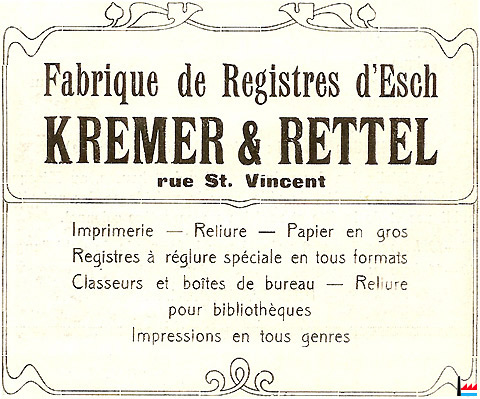 Fabrique de Registres d'Esch
KREMER & RETTEL
rue St. Vincent
Imprimerie — Reliure — Papier en gros
Registres à réglure spéciale en tous formats
Classeurs et boîtes de bureau — Reliure
pour bibliothèques
Impressions en tous genres